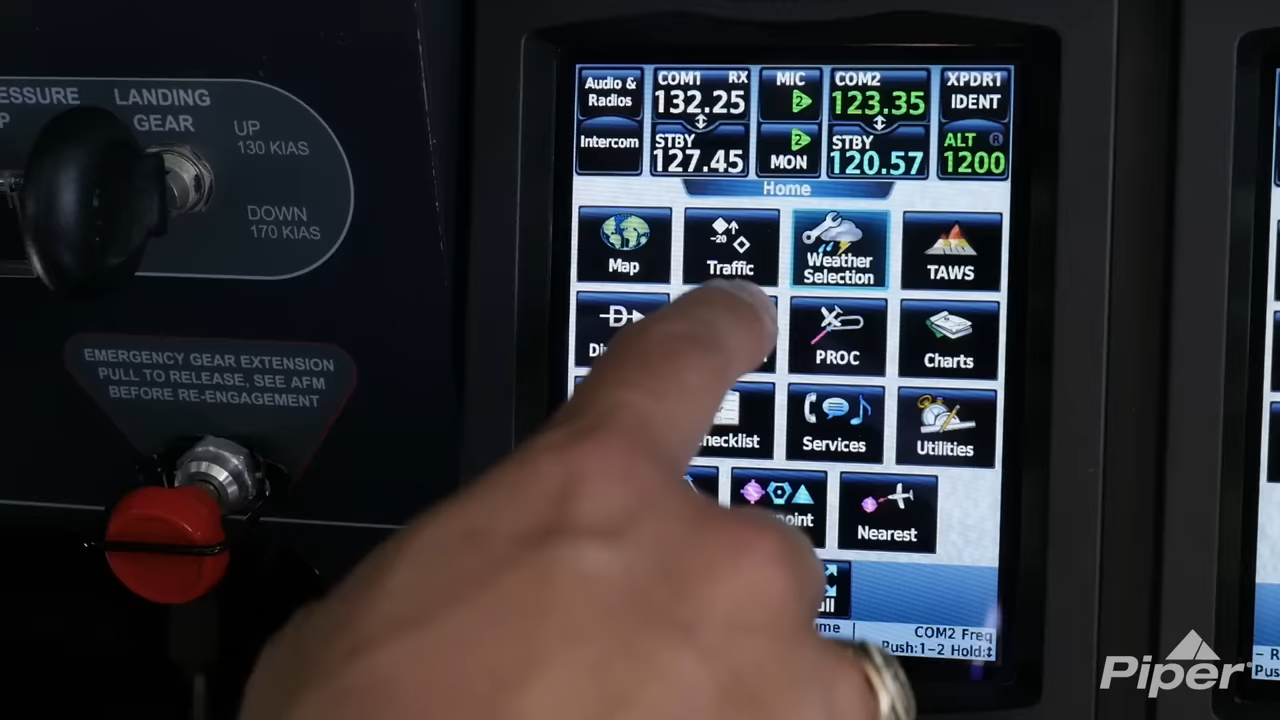 LANDING
GEAR
UP
130 KIAS
DOWN
170 KIAS
EMERGENCY GEAR EXTENSION
PULL TO RELEASE, SEE AFM
BEFORE RE-ENGAGEMENT
Audio &
Radios
Intercom
COM1 RX
132.25
STBY
127.45
MIC
2
2
MON
COM2
123.35
STBY
120.57
XPDR1
IDENT
ALT R
1200
Home
Map
-20
Traffic
Weather
Selection
TAWS
D
PROC
Charts
Services
Utilities
Nearest
COM2 Freq
Push:1-2 Hold:↕
Piper